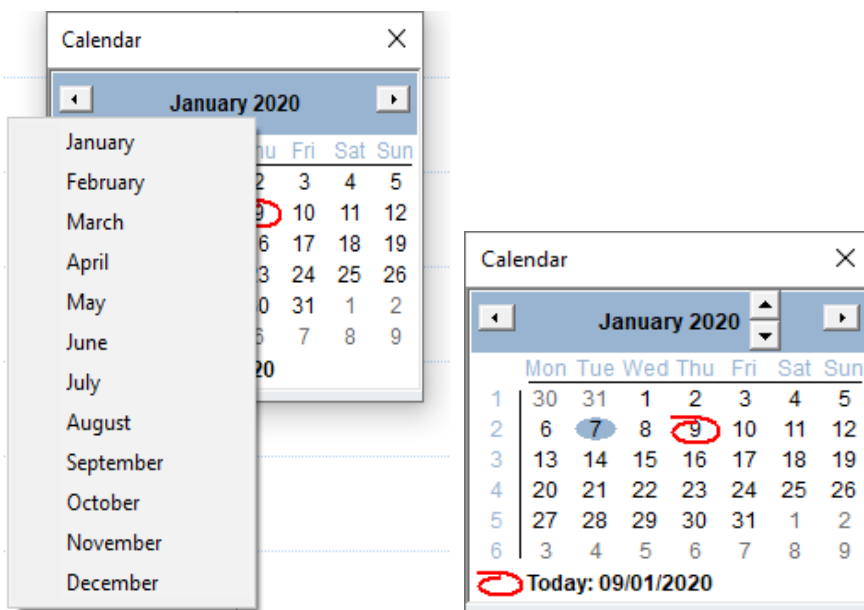 Calendar
January 2020
January
February
March
April
May
June
July
August
September
October
November
December
Fri Sat Sun
3 4 5
10 11 12
17 18 19
24 25 26
31 1 2
7 8 9
Calendar
January 2020
Mon Tue Wed Thu Fri Sat Sun
1 30 31 1 2 3 4 5
2 6 7 8 9 10 11 12
3 13 14 15 16 17 18 19
4 20 21 22 23 24 25 26
5 27 28 29 30 31 1 2
6 3 4 5 6 7 8 9
Today: 09/01/2020